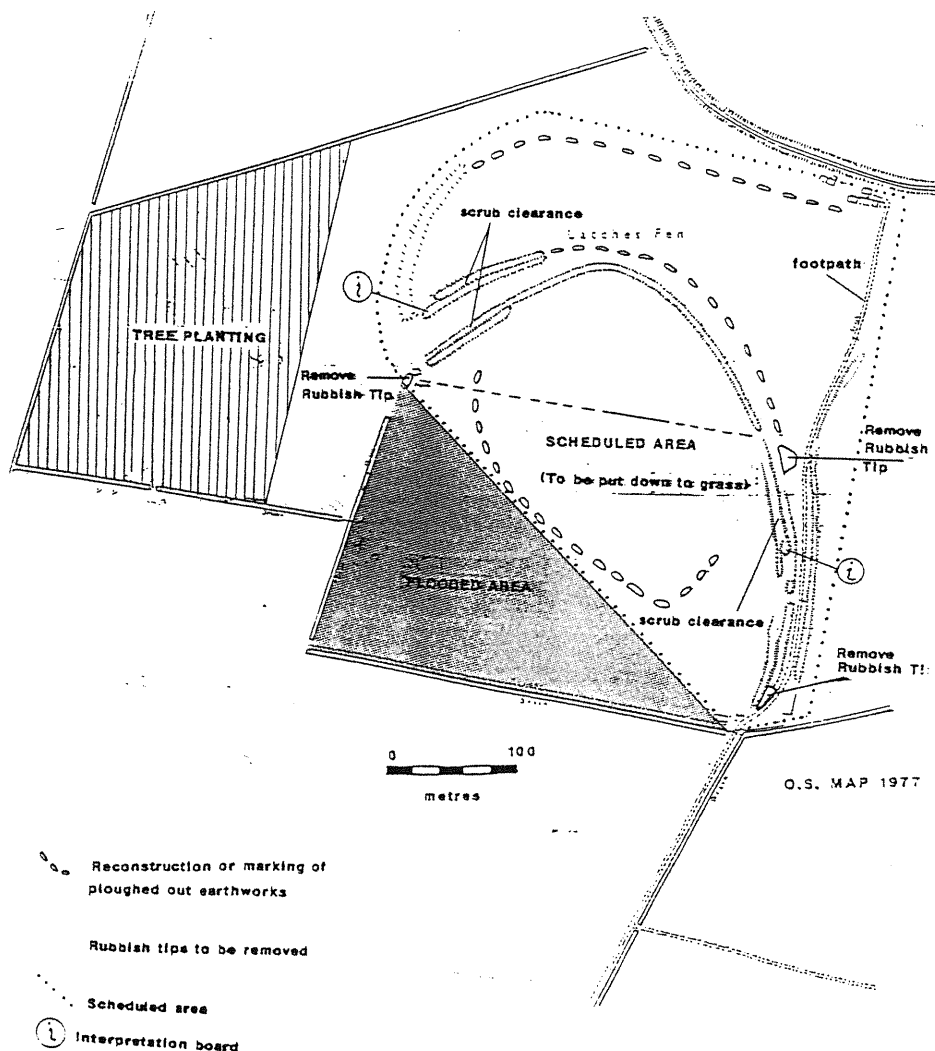 scrub clearance
footpath
i
TREE PLANTING
Remove
Rubbish Tip
Remove
Rubbish
Tip
SCHEDULED AREA
(To be put down to grass)
i
FLOODED AREA
scrub clearance
Remove
Rubbish Ti
0 100
metres
O.S. MAP 1977
Reconstruction or marking of
ploughed out earthworks
Rubbish tips to be removed
Scheduled area
i Interpretation board